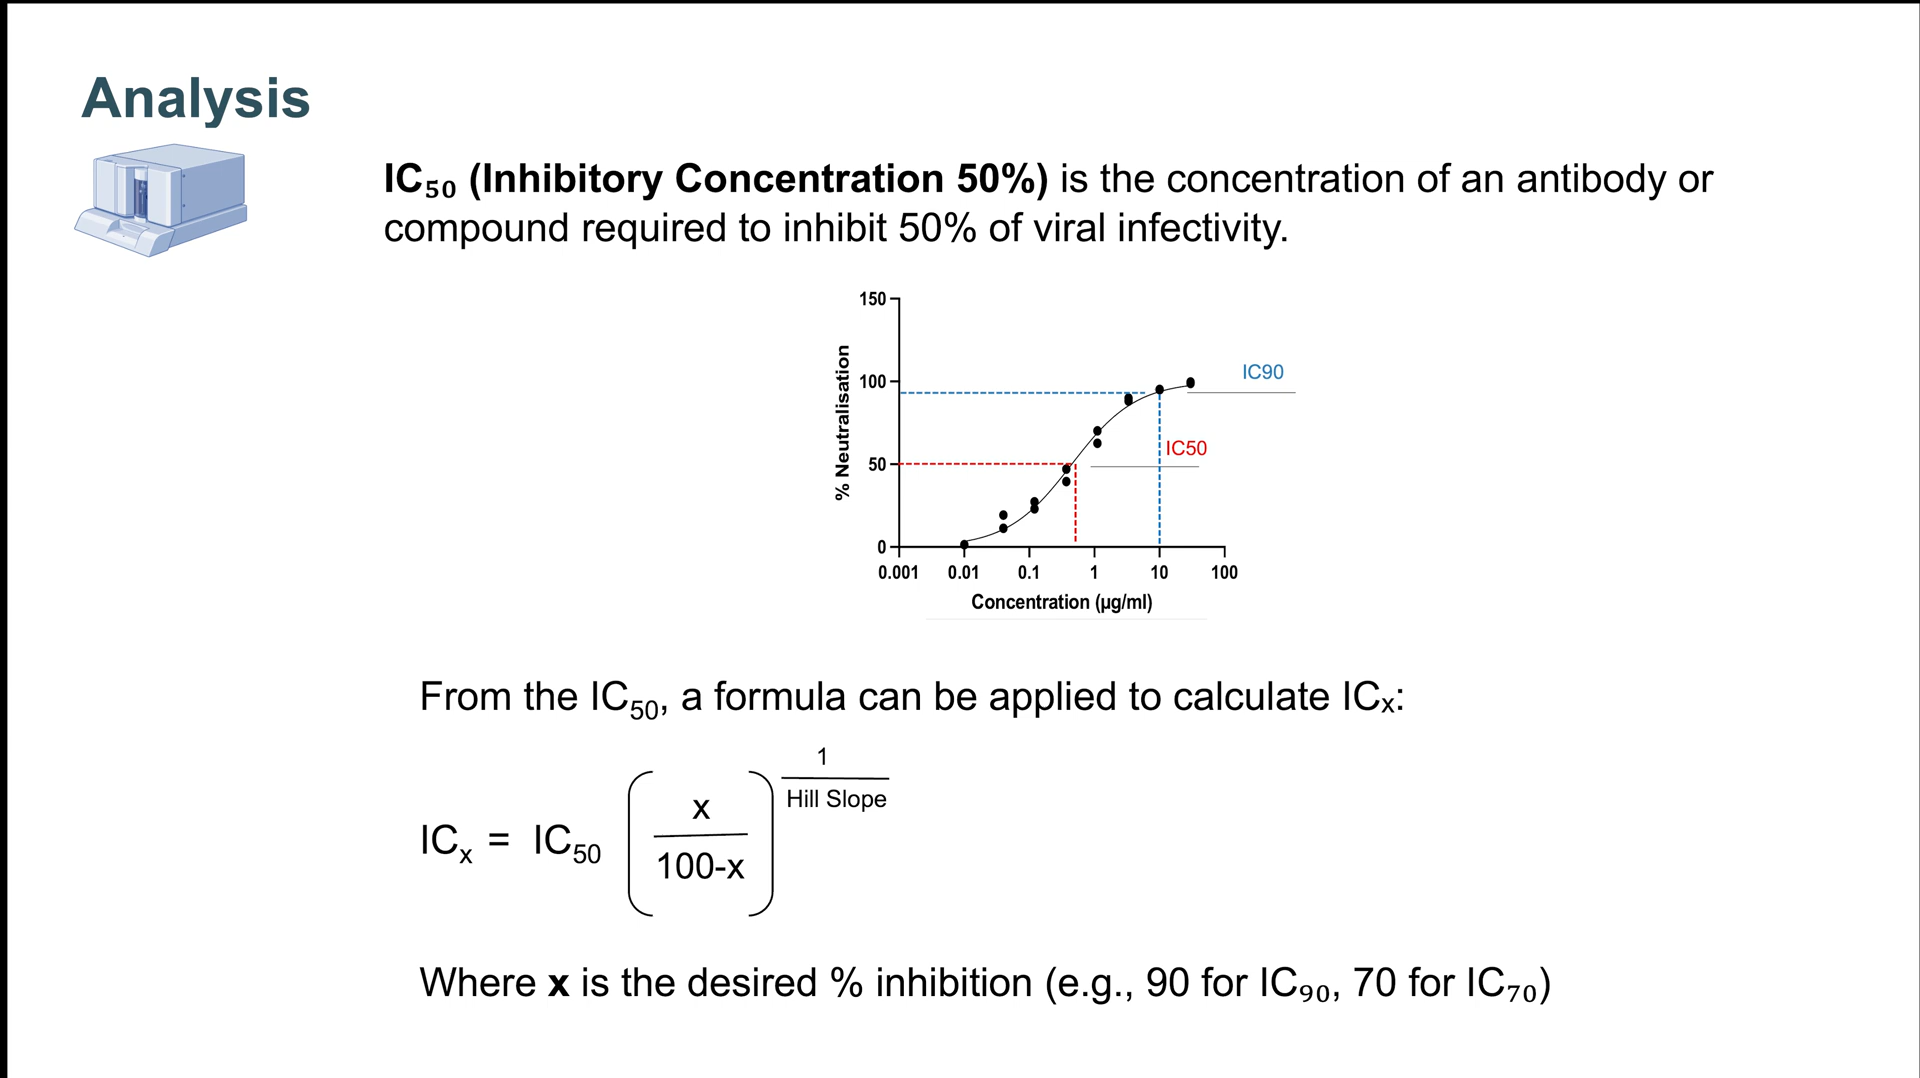 Analysis
IC₅₀ (Inhibitory Concentration 50%) is the concentration of an antibody or
compound required to inhibit 50% of viral infectivity.
150
100
50
0
% Neutralisation
IC90
IC50
0.001 0.01 0.1 1 10 100
Concentration (µg/ml)
From the IC₅₀, a formula can be applied to calculate ICₓ:
ICₓ = IC₅₀ ( x / 100-x ) 1 / Hill Slope
Where x is the desired % inhibition (e.g., 90 for IC₉₀, 70 for IC₇₀)